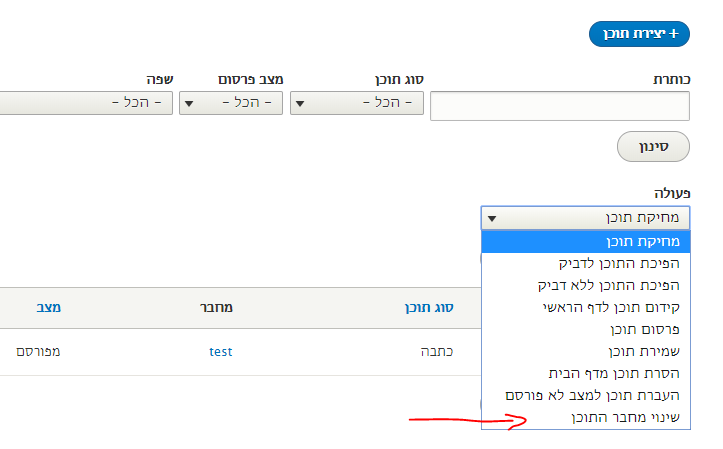 + יצירת תוכן
כותרת
סוג תוכן
מצב פרסום
שפה
- הכל -
- הכל -
- הכל -
סינון
פעולה
מחיקת תוכן
מחיקת תוכן
הפיכת התוכן לדביק
הפיכת התוכן ללא דביק
קידום תוכן לדף הראשי
פרסום תוכן
שמירת תוכן
הסרת תוכן מדף הבית
העברת תוכן למצב לא פורסם
שינוי מחבר התוכן
סוג תוכן
מחבר
מצב
כתבה
test
מפורסם